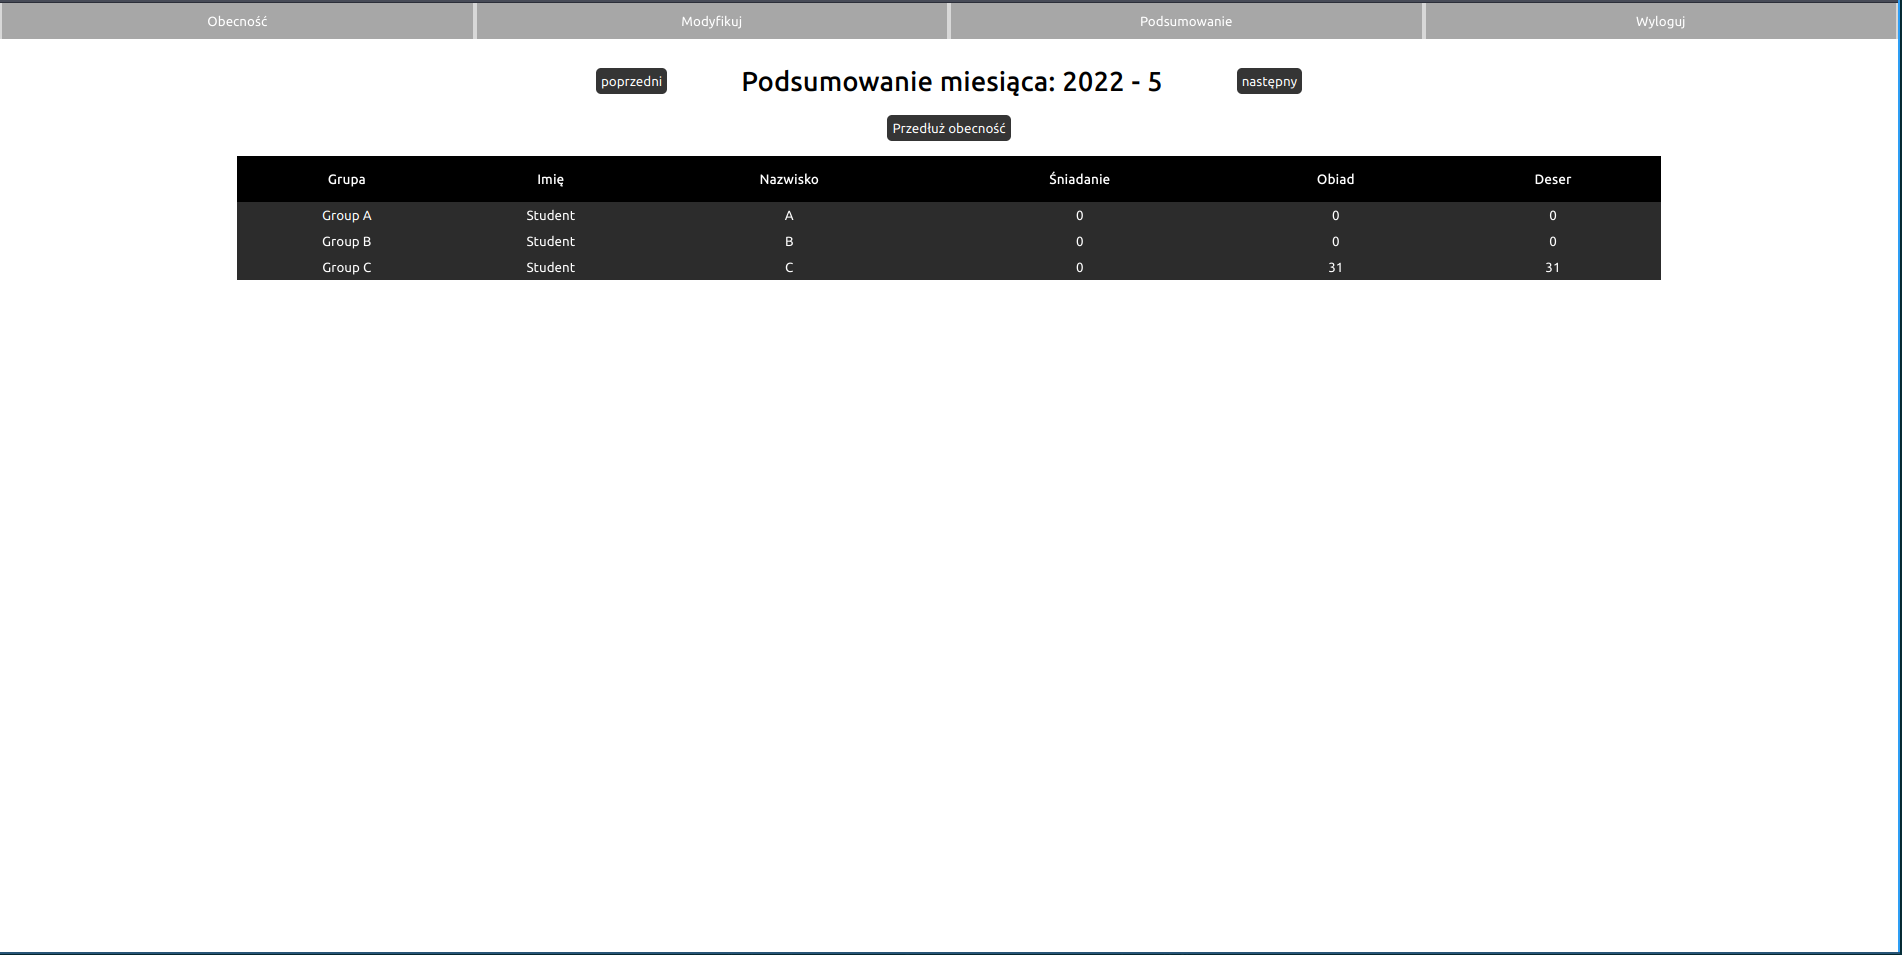 Obecność Modyfikuj Podsumowanie Wyloguj
poprzedni Podsumowanie miesiąca: 2022 - 5 następny
Przedłuż obecność
Grupa Imię Nazwisko Śniadanie Obiad Deser
Group A Student A 0 0 0
Group B Student B 0 0 0
Group C Student C 0 31 31